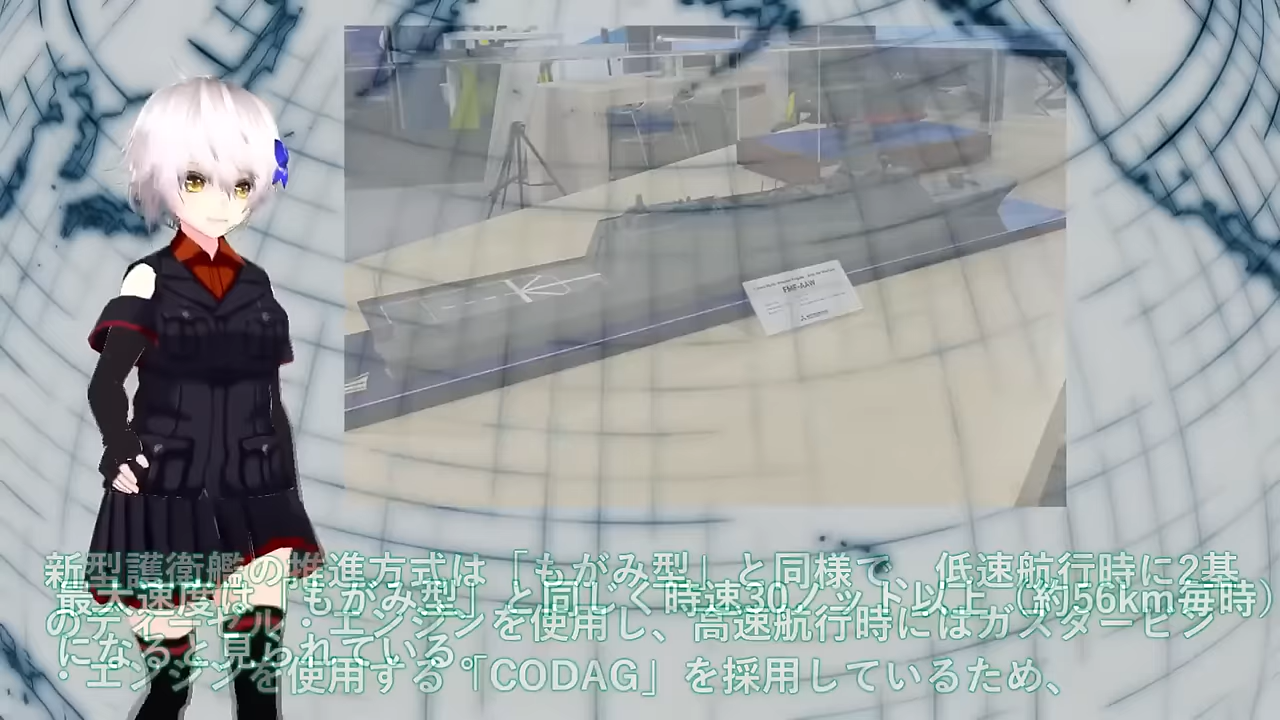 FMF-AAW
新型護衛艦の推進方式は「もがみ型」と同様で、低速航行時に2基
最大速度は「もがみ型」と同じく時速30ノット以上（約56km毎時）
のディーゼル・エンジンを使用し、高速航行時にはガスタービン
になると見られている。
・エンジンを使用する「CODAG」を採用しているため、